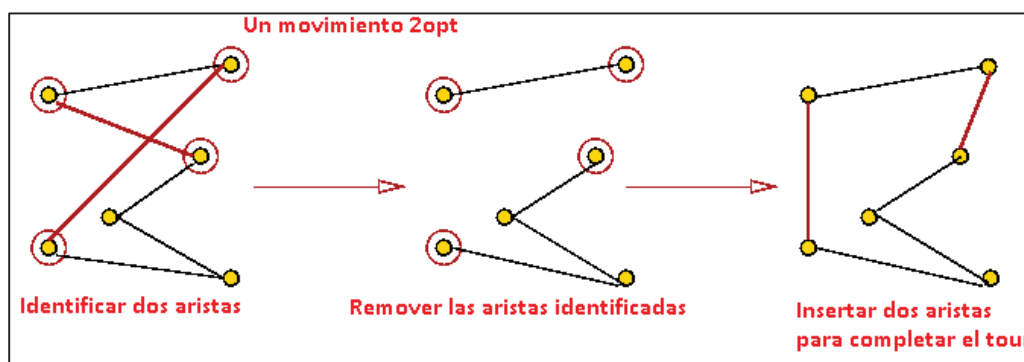 Un movimiento 2opt
Identificar dos aristas
Remover las aristas identificadas
Insertar dos aristas
para completar el tour